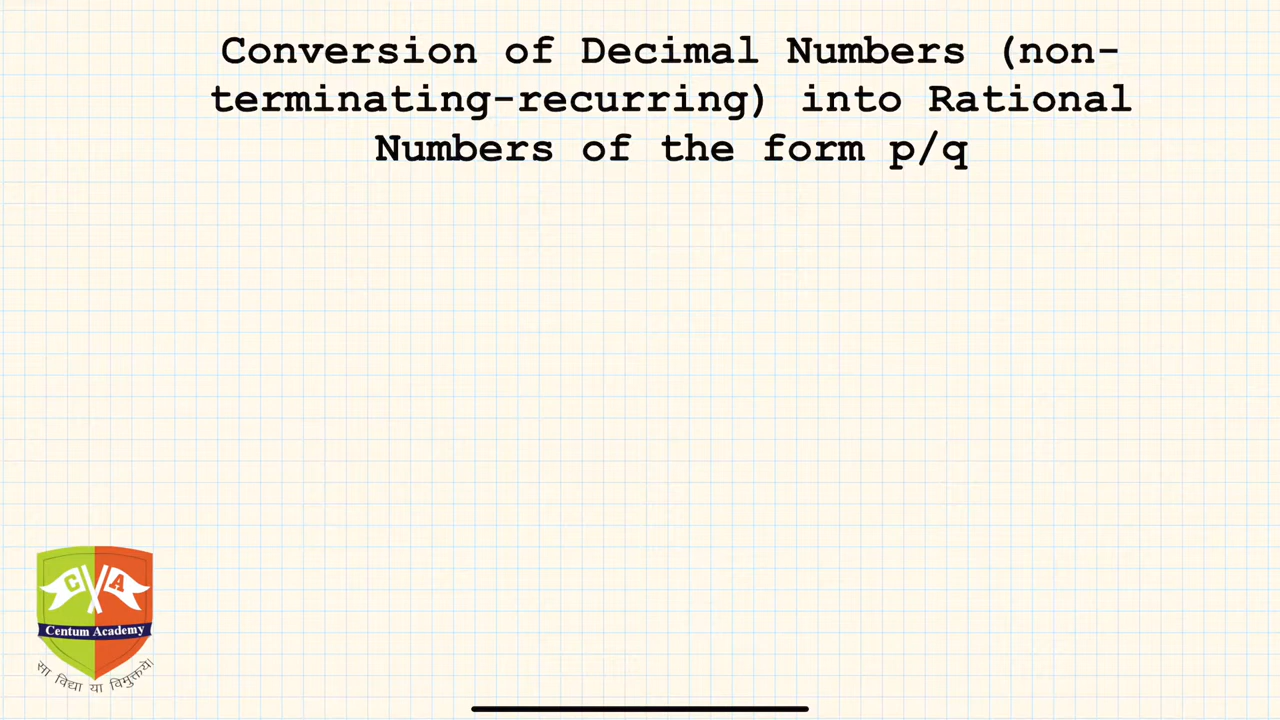 Conversion of Decimal Numbers (non-
terminating-recurring) into Rational
Numbers of the form p/q
C A
Centum Academy
सा विद्या या विमुक्तये।